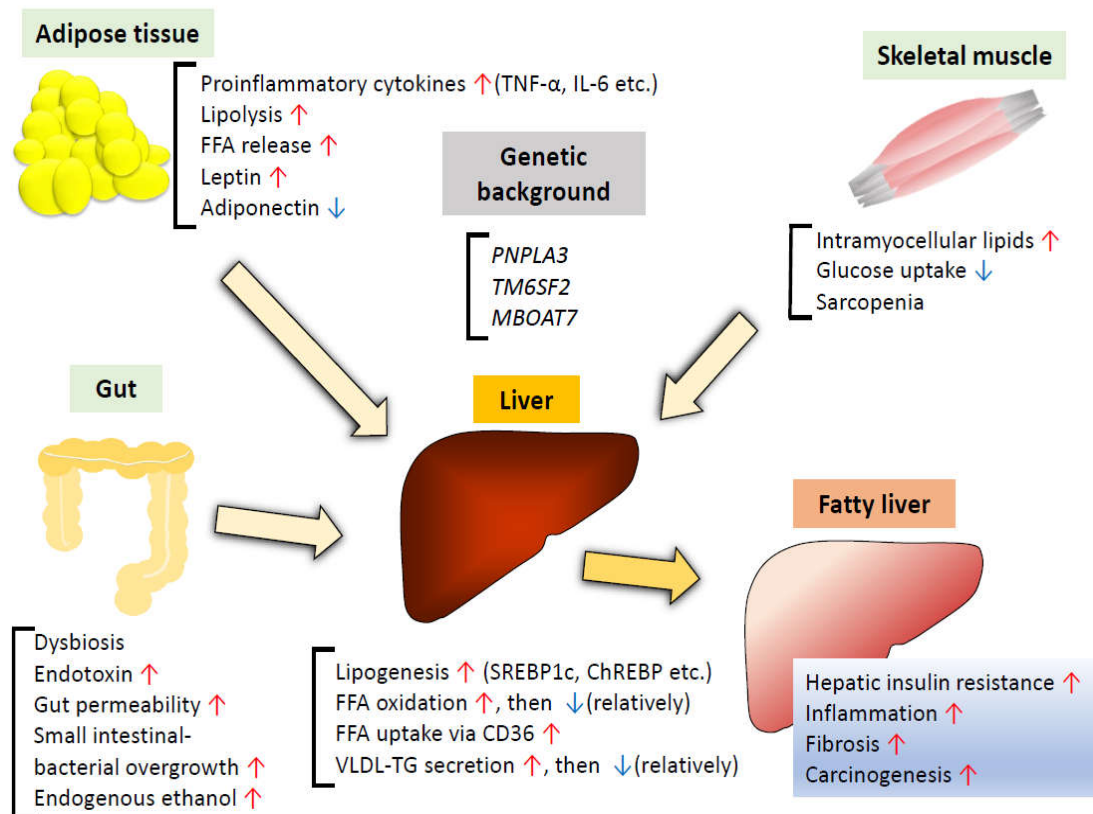 Adipose tissue
Proinflammatory cytokines ↑(TNF-α, IL-6 etc.)
Lipolysis ↑
FFA release ↑
Leptin ↑
Adiponectin ↓
Genetic
background
PNPLA3
TM6SF2
MBOAT7
Skeletal muscle
Intramyocellular lipids ↑
Glucose uptake ↓
Sarcopenia
Gut
Dysbiosis
Endotoxin ↑
Gut permeability ↑
Small intestinal-
bacterial overgrowth ↑
Endogenous ethanol ↑
Liver
Lipogenesis ↑ (SREBP1c, ChREBP etc.)
FFA oxidation ↑, then ↓(relatively)
FFA uptake via CD36 ↑
VLDL-TG secretion ↑, then ↓(relatively)
Fatty liver
Hepatic insulin resistance ↑
Inflammation ↑
Fibrosis ↑
Carcinogenesis ↑